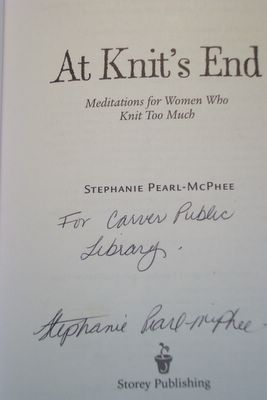 At Knit's End
Meditations for Women Who
Knit Too Much
STEPHANIE PEARL-MCPHEE
For Carver Public
Library.
Stephanie Pearl-McPhee
Storey Publishing